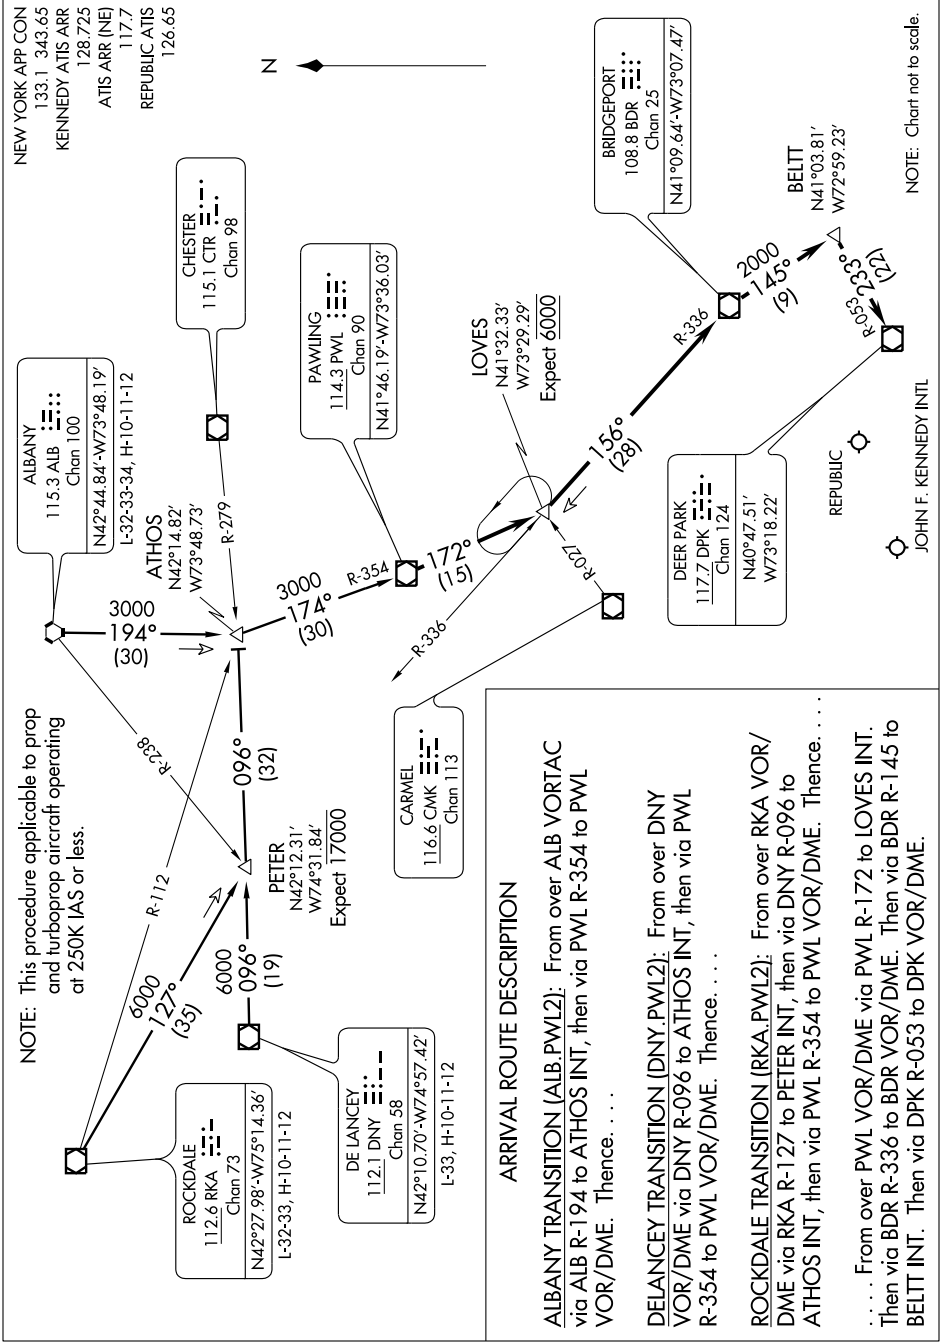 NEW YORK APP CON
133.1 343.65
KENNEDY ATIS ARR
128.725
ATIS ARR (NE)
117.7
REPUBLIC ATIS
126.65
NOTE: This procedure applicable to prop
and turboprop aircraft operating
at 250K IAS or less.
N
ALBANY
115.3 ALB
Chan 100
N42°44.84'-W73°48.19'
L-32-33-34, H-10-11-12
CHESTER
115.1 CTR
Chan 98
ROCKDALE
112.6 RKA
Chan 73
N42°27.98'-W75°14.36'
L-32-33, H-10-11-12
DE LANCEY
112.1 DNY
Chan 58
N42°10.70'-W74°57.42'
L-33, H-10-11-12
6000
127°
(35)
R-112
6000
096°
(19)
R-238
PETER
N42°12.31'
W74°31.84'
Expect 17000
096°
(32)
3000
194°
(30)
ATHOS
N42°14.82'
W73°48.73'
R-279
3000
174°
(30)
R-354
PAWLING
114.3 PWL
Chan 90
N41°46.19'-W73°36.03'
172°
(15)
R-336
LOVES
N41°32.33'
W73°29.29'
Expect 6000
R-027
CARMEL
116.6 CMK
Chan 113
156°
(28)
R-336
BRIDGEPORT
108.8 BDR
Chan 25
N41°09.64'-W73°07.47'
2000
145°
(9)
BELTT
N41°03.81'
W72°59.23'
R-053
233°
(22)
DEER PARK
117.7 DPK
Chan 124
N40°47.51'
W73°18.22'
REPUBLIC
JOHN F. KENNEDY INTL
NOTE: Chart not to scale.
ARRIVAL ROUTE DESCRIPTION
ALBANY TRANSITION (ALB.PWL2): From over ALB VORTAC
via ALB R-194 to ATHOS INT, then via PWL R-354 to PWL
VOR/DME. Thence. . . .
DELANCEY TRANSITION (DNY.PWL2): From over DNY
VOR/DME via DNY R-096 to ATHOS INT, then via PWL
R-354 to PWL VOR/DME. Thence. . . .
ROCKDALE TRANSITION (RKA.PWL2): From over RKA VOR/
DME via RKA R-127 to PETER INT, then via DNY R-096 to
ATHOS INT, then via PWL R-354 to PWL VOR/DME. Thence. . . .
. . . . From over PWL VOR/DME via PWL R-172 to LOVES INT.
Then via BDR R-336 to BDR VOR/DME. Then via BDR R-145 to
BELTT INT. Then via DPK R-053 to DPK VOR/DME.